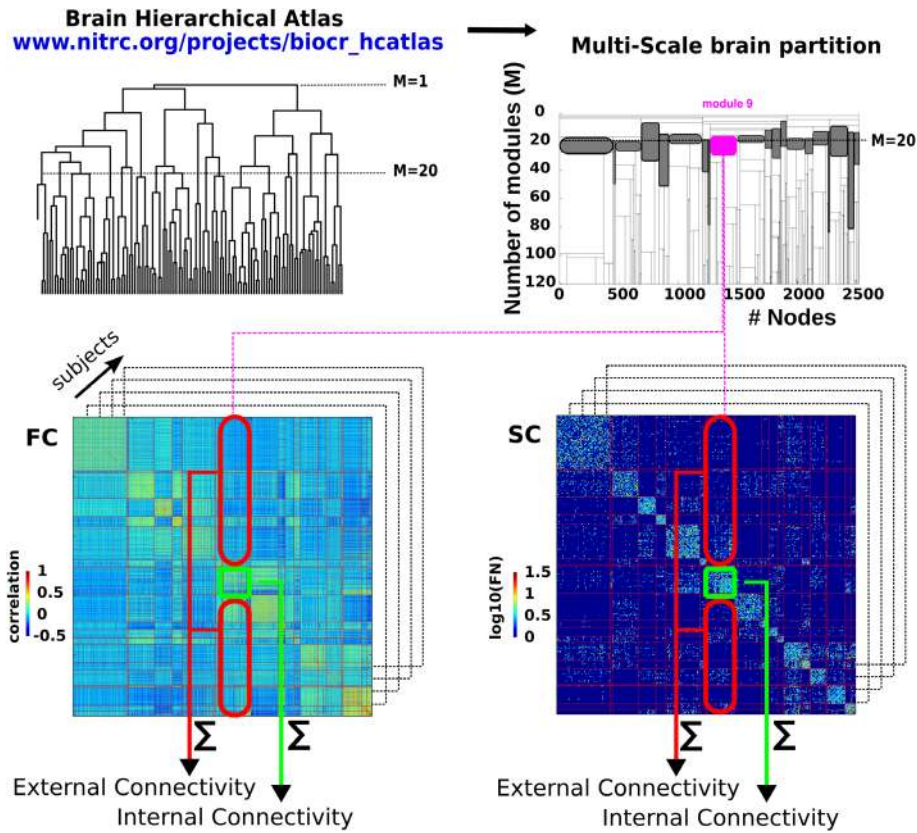 Brain Hierarchical Atlas
www.nitrc.org/projects/biocr_hcatlas
M=1
M=20
Multi-Scale brain partition
module 9
Number of modules (M)
0
20
40
60
80
100
120
M=20
0 500 1000 1500 2000 2500
# Nodes
subjects
FC
correlation
1
0.5
0
-0.5
Σ Σ
External Connectivity
Internal Connectivity
SC
log10(FN)
1.5
1
0.5
0
Σ Σ
External Connectivity
Internal Connectivity